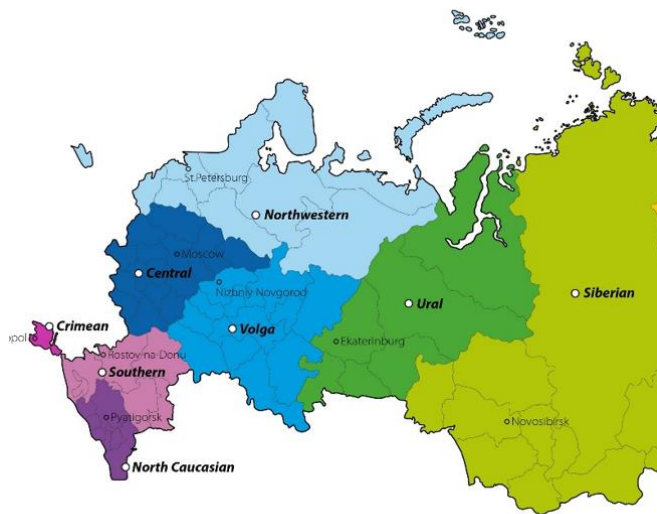 St.Petersburg
Northwestern
Moscow
Central
Nizhniy Novgorod
Ural
Siberian
Crimean
opol
Volga
Ekaterinburg
Rostov-na-Donu
Southern
Pyatigorsk
Novosibirsk
North Caucasian